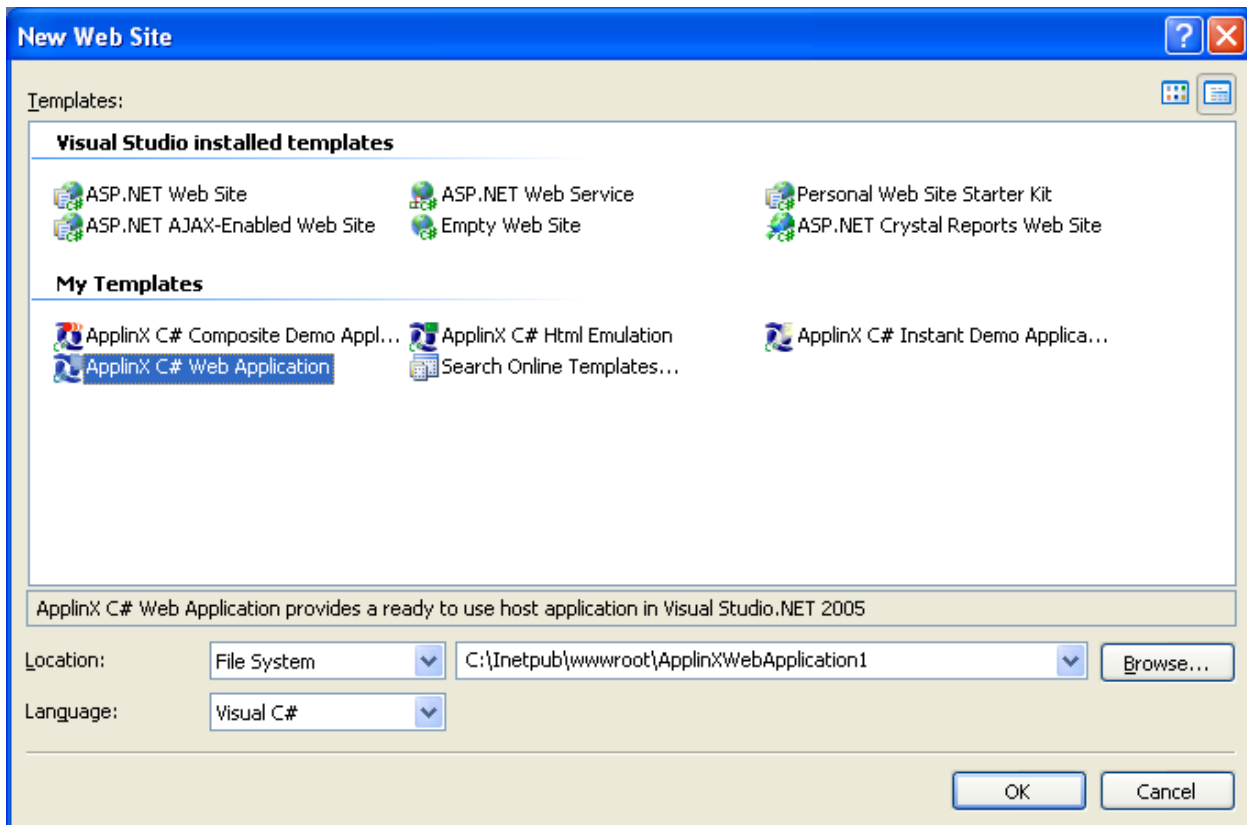 New Web Site
Templates:
Visual Studio installed templates
ASP.NET Web Site ASP.NET Web Service Personal Web Site Starter Kit
ASP.NET AJAX-Enabled Web Site Empty Web Site ASP.NET Crystal Reports Web Site
My Templates
ApplinX C# Composite Demo Appl... ApplinX C# Html Emulation ApplinX C# Instant Demo Applica...
ApplinX C# Web Application Search Online Templates...
ApplinX C# Web Application provides a ready to use host application in Visual Studio.NET 2005
Location: File System C:\Inetpub\wwwroot\ApplinXWebApplication1 Browse...
Language: Visual C#
OK Cancel